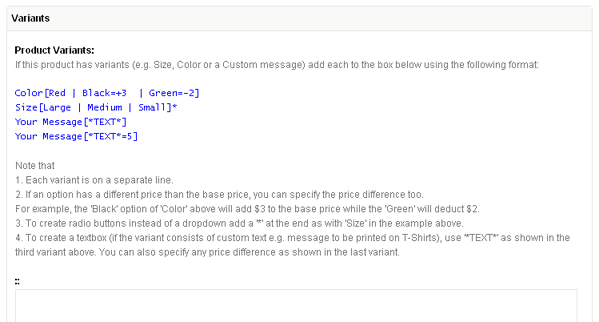 Variants
Product Variants:
If this product has variants (e.g. Size, Color or a Custom message) add each to the box below using the following format:
Color[Red | Black=+3  | Green=-2]
Size[Large | Medium | Small]*
Your Message[*TEXT*]
Your Message[*TEXT*=5]
Note that
1. Each variant is on a separate line.
2. If an option has a different price than the base price, you can specify the price difference too.
For example, the 'Black' option of 'Color' above will add $3 to the base price while the 'Green' will deduct $2.
3. To create radio buttons instead of a dropdown add a '*' at the end as with 'Size' in the example above.
4. To create a textbox (if the variant consists of custom text e.g. message to be printed on T-Shirts), use '*TEXT*' as shown in the
third variant above. You can also specify any price difference as shown in the last variant.
::